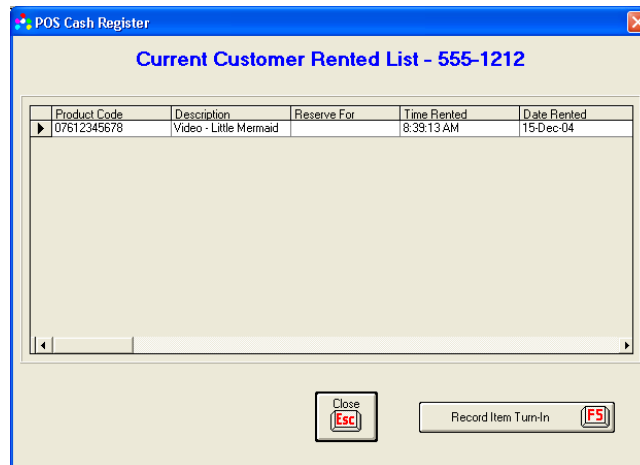 POS Cash Register
Current Customer Rented List - 555-1212
Product Code Description Reserve For Time Rented Date Rented
07612345678 Video - Little Mermaid 8:39:13 AM 15-Dec-04
Close
Esc
Record Item Turn-In F5